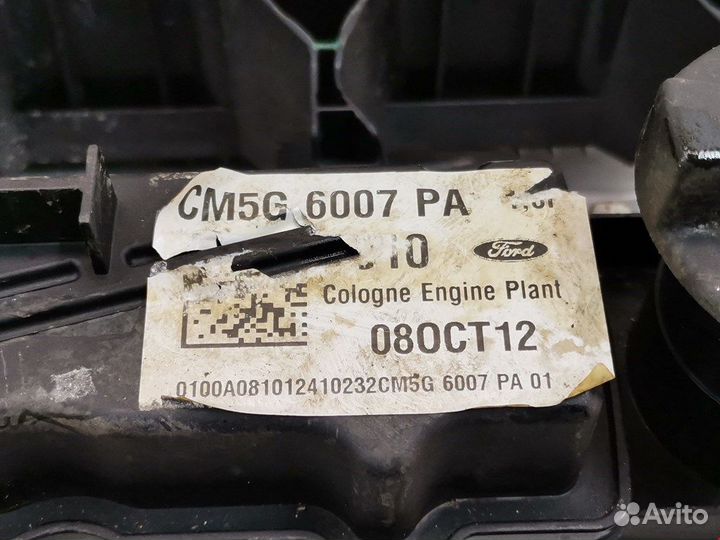 CM5G 6007 PA
Ford
Cologne Engine Plant
08OCT12
0100A081012410232CM5G 6007 PA 01
Avito